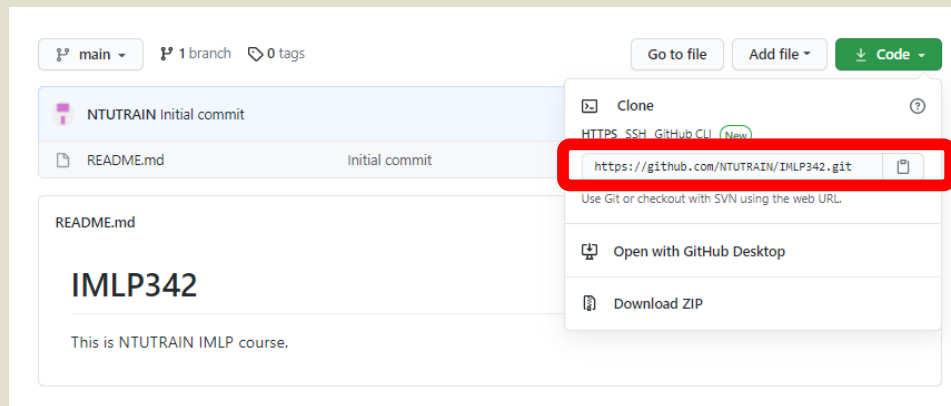 main 1 branch 0 tags Go to file Add file Code
NTUTRAIN Initial commit
README.md Initial commit
Clone
HTTPS SSH GitHub CLI New
https://github.com/NTUTRAIN/IMLP342.git
Use Git or checkout with SVN using the web URL.
Open with GitHub Desktop
Download ZIP
README.md
IMLP342
This is NTUTRAIN IMLP course.